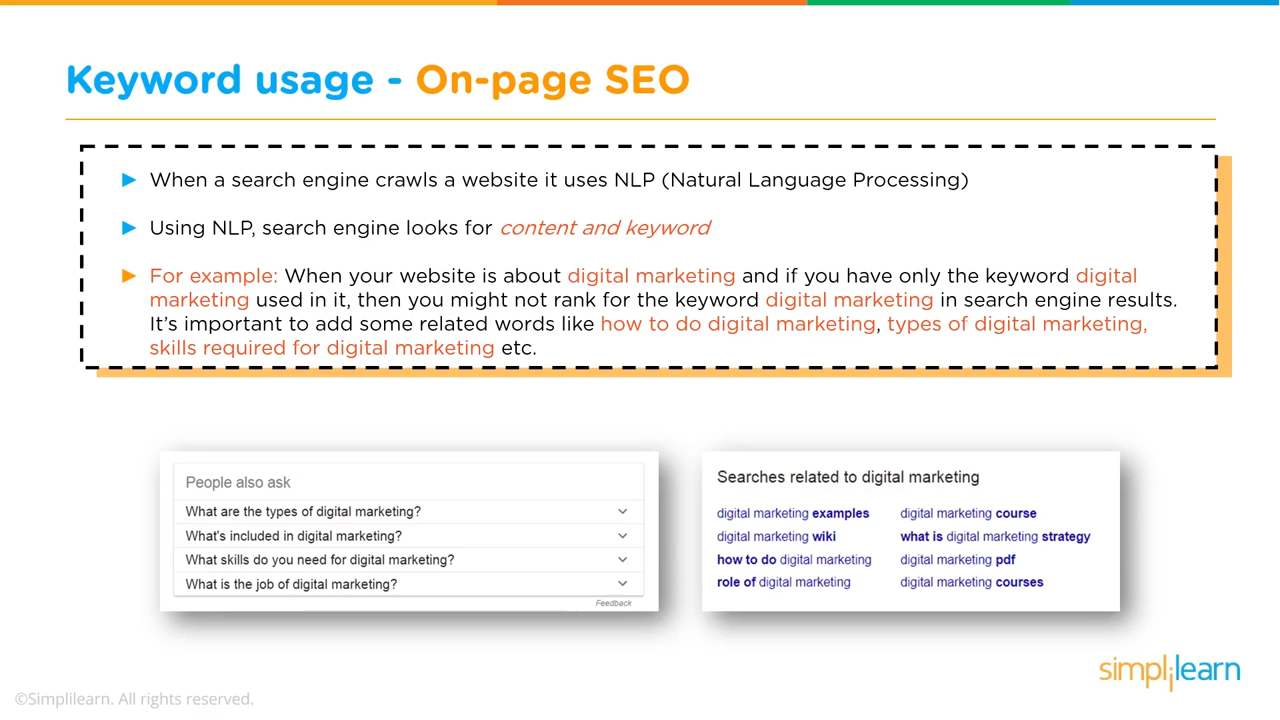 Keyword usage - On-page SEO
► When a search engine crawls a website it uses NLP (Natural Language Processing)
► Using NLP, search engine looks for content and keyword
► For example: When your website is about digital marketing and if you have only the keyword digital
marketing used in it, then you might not rank for the keyword digital marketing in search engine results.
It's important to add some related words like how to do digital marketing, types of digital marketing,
skills required for digital marketing etc.
People also ask
What are the types of digital marketing?
What's included in digital marketing?
What skills do you need for digital marketing?
What is the job of digital marketing?
Feedback
Searches related to digital marketing
digital marketing examples
digital marketing wiki
how to do digital marketing
role of digital marketing
digital marketing course
what is digital marketing strategy
digital marketing pdf
digital marketing courses
simplilearn
©Simplilearn. All rights reserved.